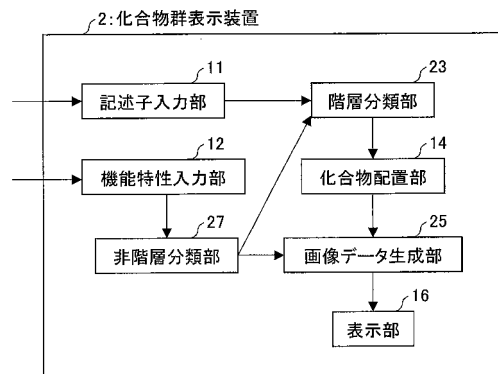 2:化合物群表示装置
11
記述子入力部
23
階層分類部
12
機能特性入力部
14
化合物配置部
27
非階層分類部
25
画像データ生成部
16
表示部